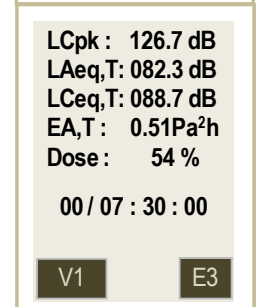 LCpk : 126.7 dB
LAeq,T: 082.3 dB
LCeq,T: 088.7 dB
EA,T : 0.51Pa²h
Dose : 54 %
00 / 07 : 30 : 00
V1 E3